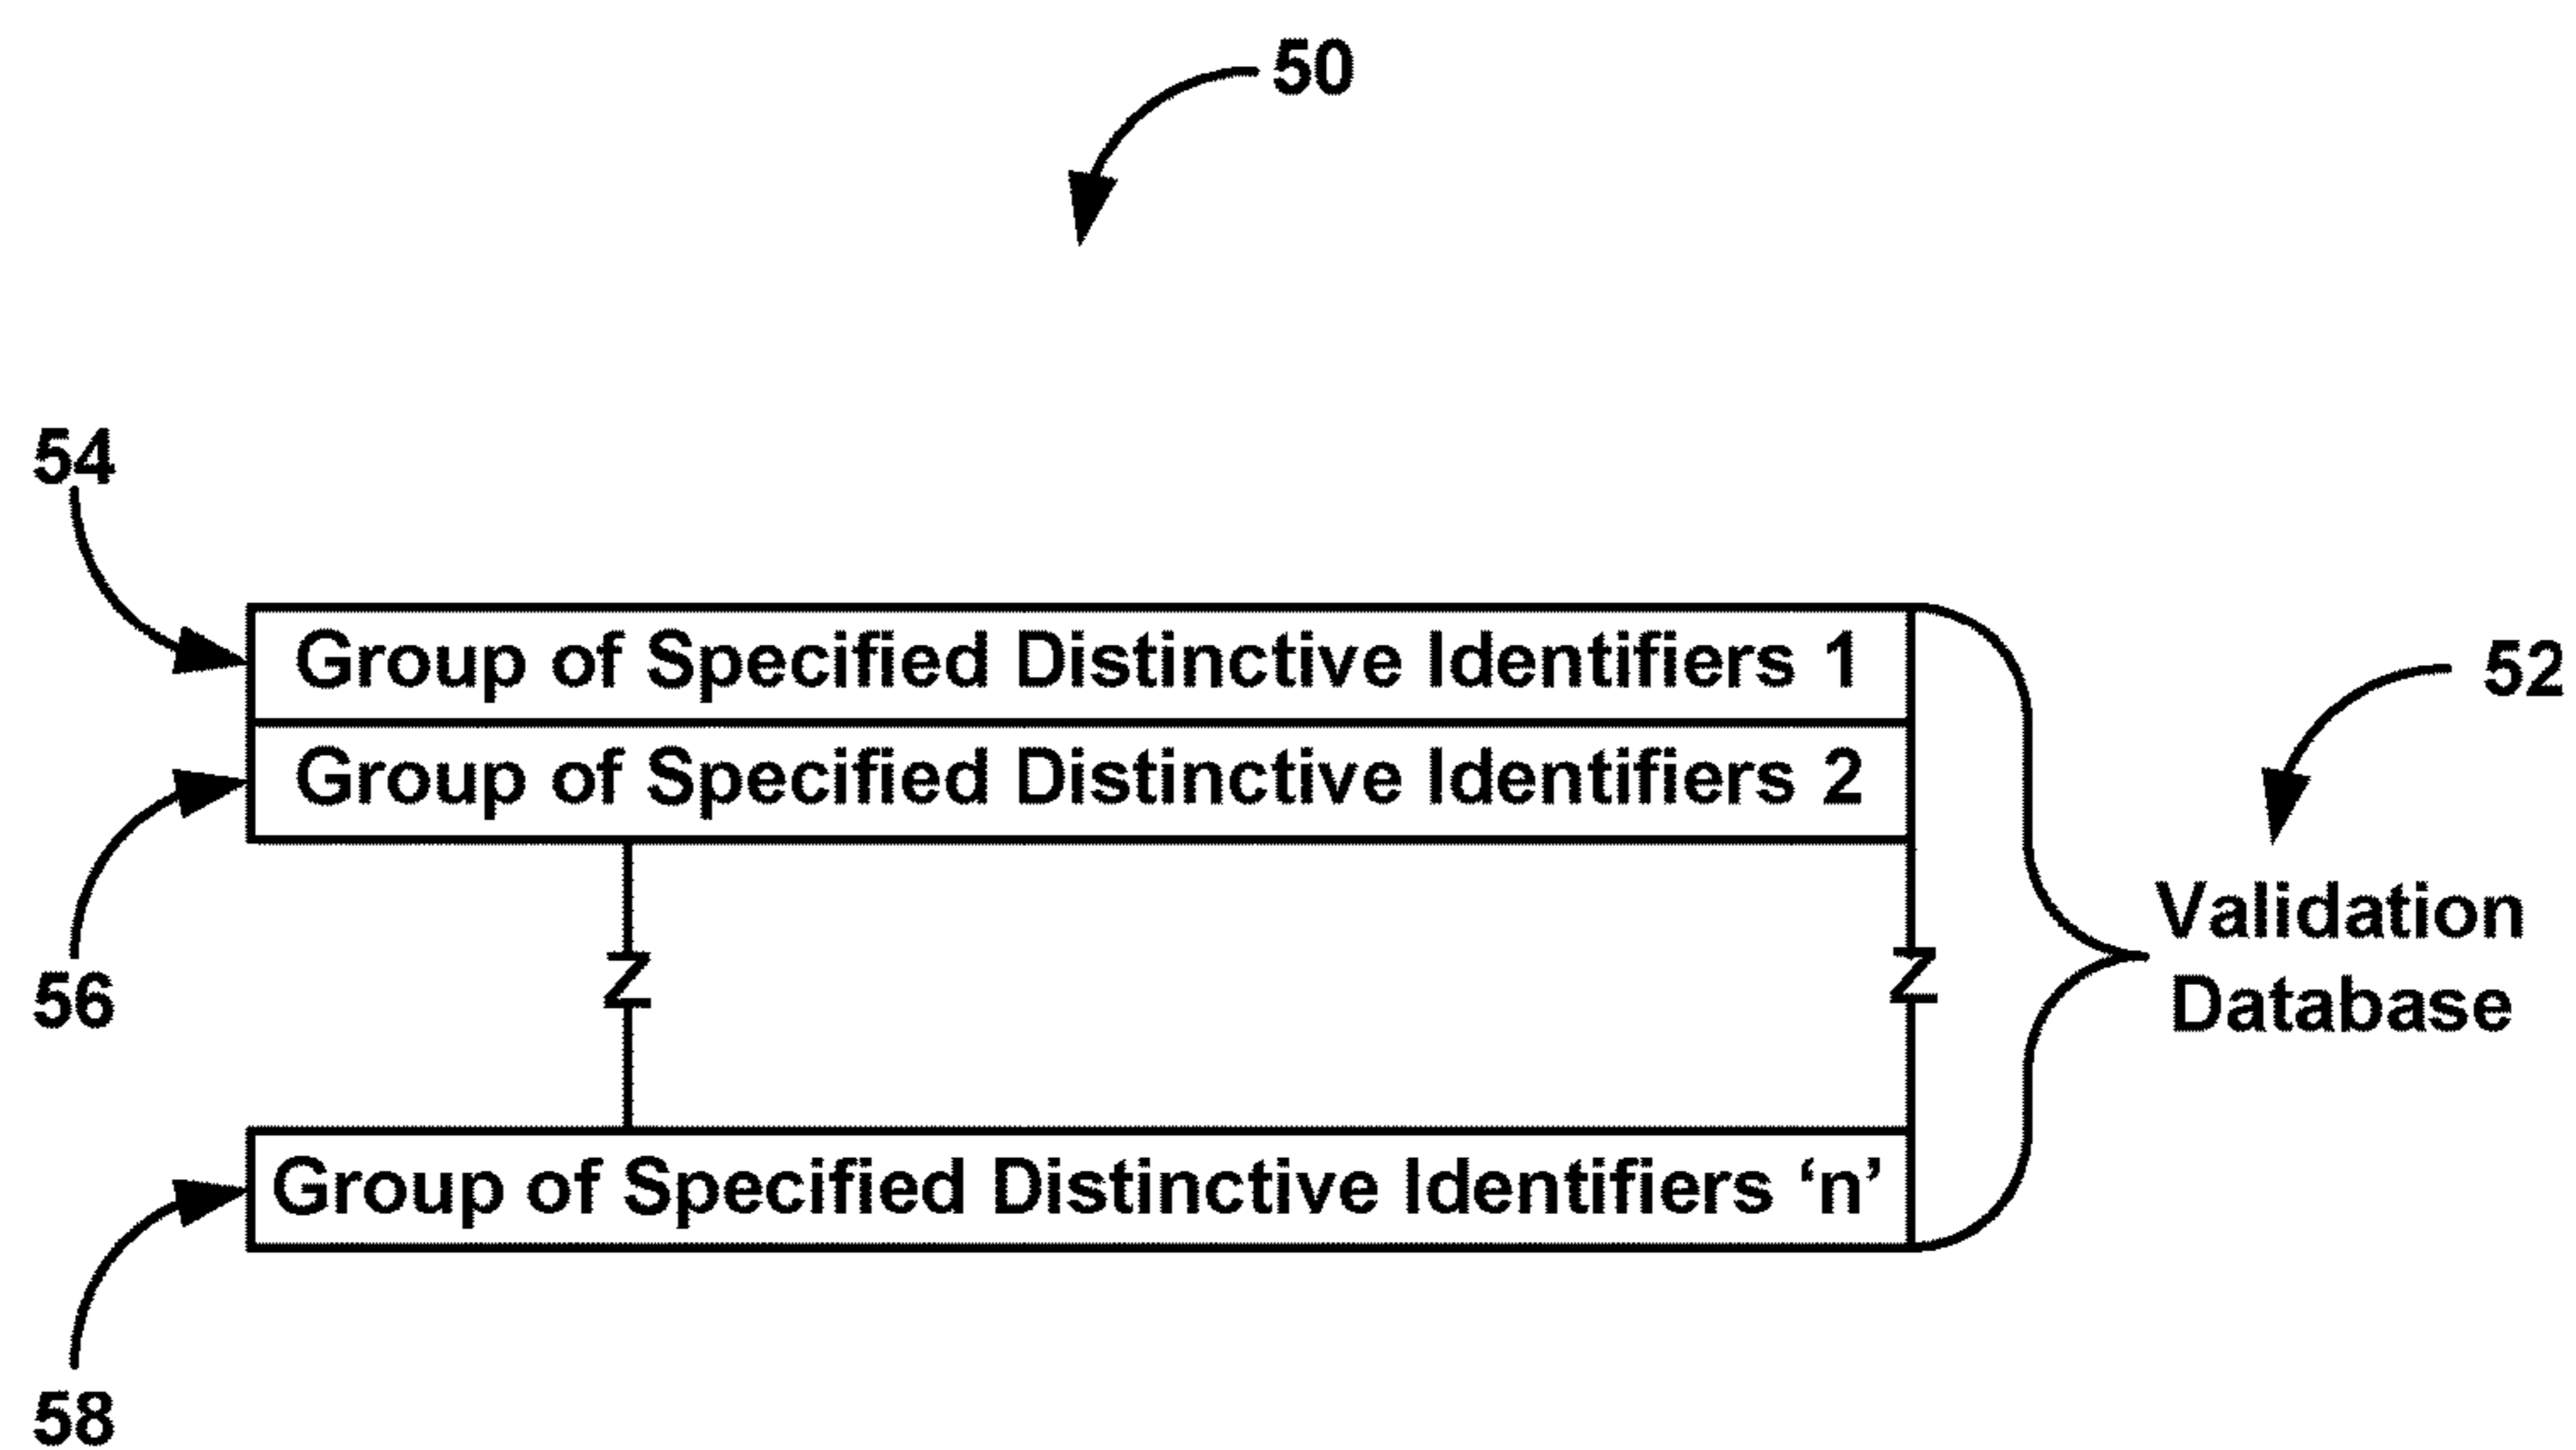 50
54
Group of Specified Distinctive Identifiers 1
52
Group of Specified Distinctive Identifiers 2
Validation
Database
56
Z
Z
Group of Specified Distinctive Identifiers ‘n’
58